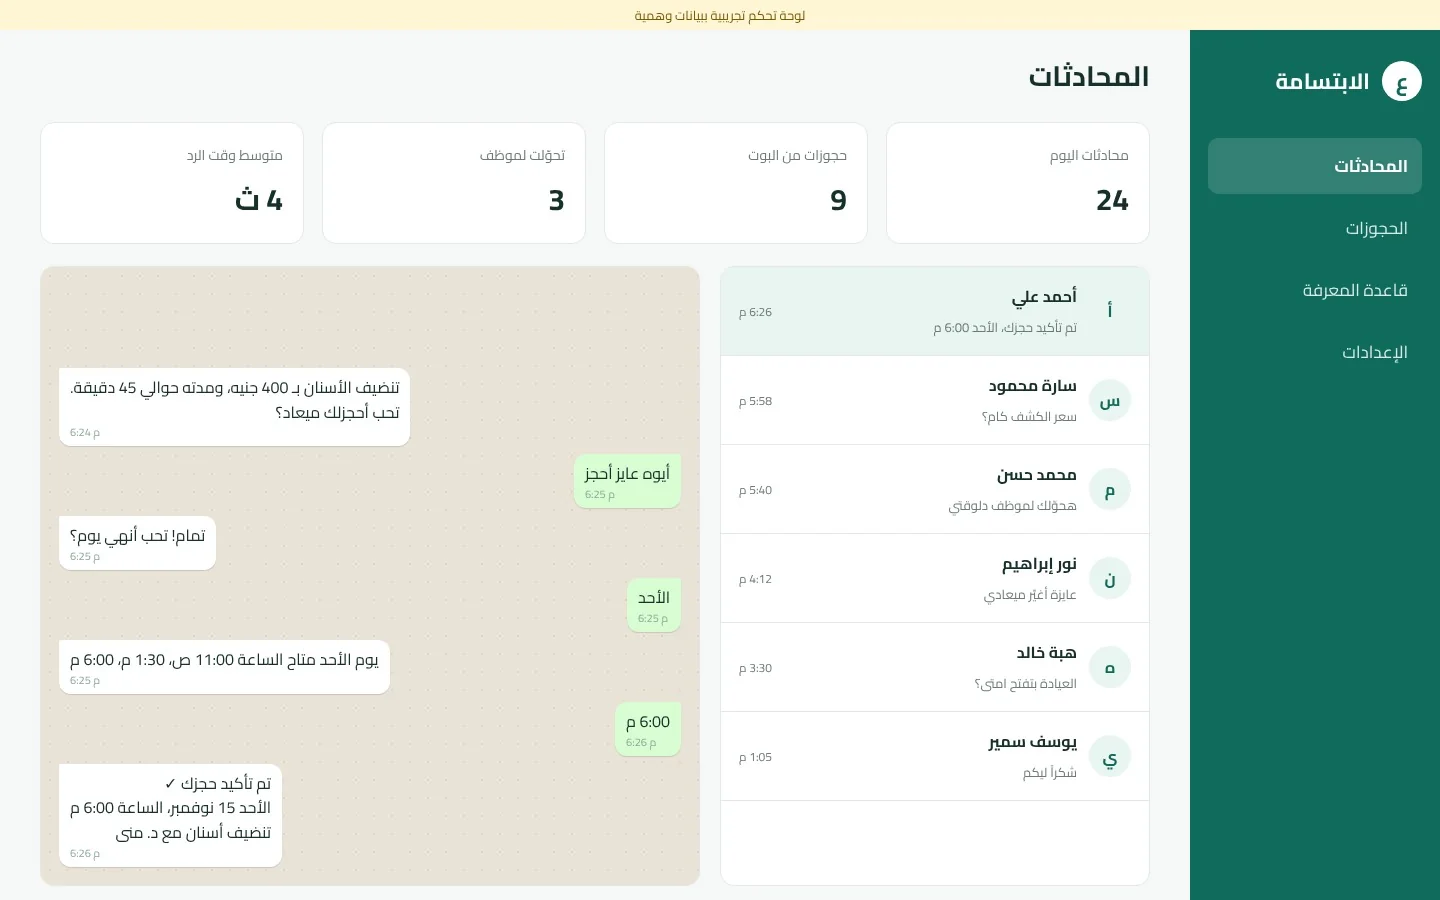 لوحة تحكم تجريبية ببيانات وهمية
ع
الابتسامة
المحادثات
الحجوزات
قاعدة المعرفة
الإعدادات
المحادثات
محادثات اليوم
24
حجوزات من البوت
9
تحوّلت لموظف
3
متوسط وقت الرد
4 ث
أ
أحمد علي
6:26 م
تم تأكيد حجزك، الأحد 6:00 م
س
سارة محمود
5:58 م
سعر الكشف كام؟
م
محمد حسن
5:40 م
هحوّلك لموظف دلوقتي
ن
نور إبراهيم
4:12 م
عايزة أغيّر ميعادي
ه
هبة خالد
3:30 م
العيادة بتفتح امتى؟
ي
يوسف سمير
1:05 م
شكراً ليكم
تنضيف الأسنان بـ 400 جنيه، ومدته حوالي 45 دقيقة.
تحب أحجزلك ميعاد؟
6:24 م
أيوه عايز أحجز
6:25 م
تمام! تحب أنهي يوم؟
6:25 م
الأحد
6:25 م
يوم الأحد متاح الساعة 11:00 ص، 1:30 م، 6:00 م
6:25 م
6:00 م
6:26 م
تم تأكيد حجزك ✓
الأحد 15 نوفمبر، الساعة 6:00 م
تنضيف أسنان مع د. منى
6:26 م